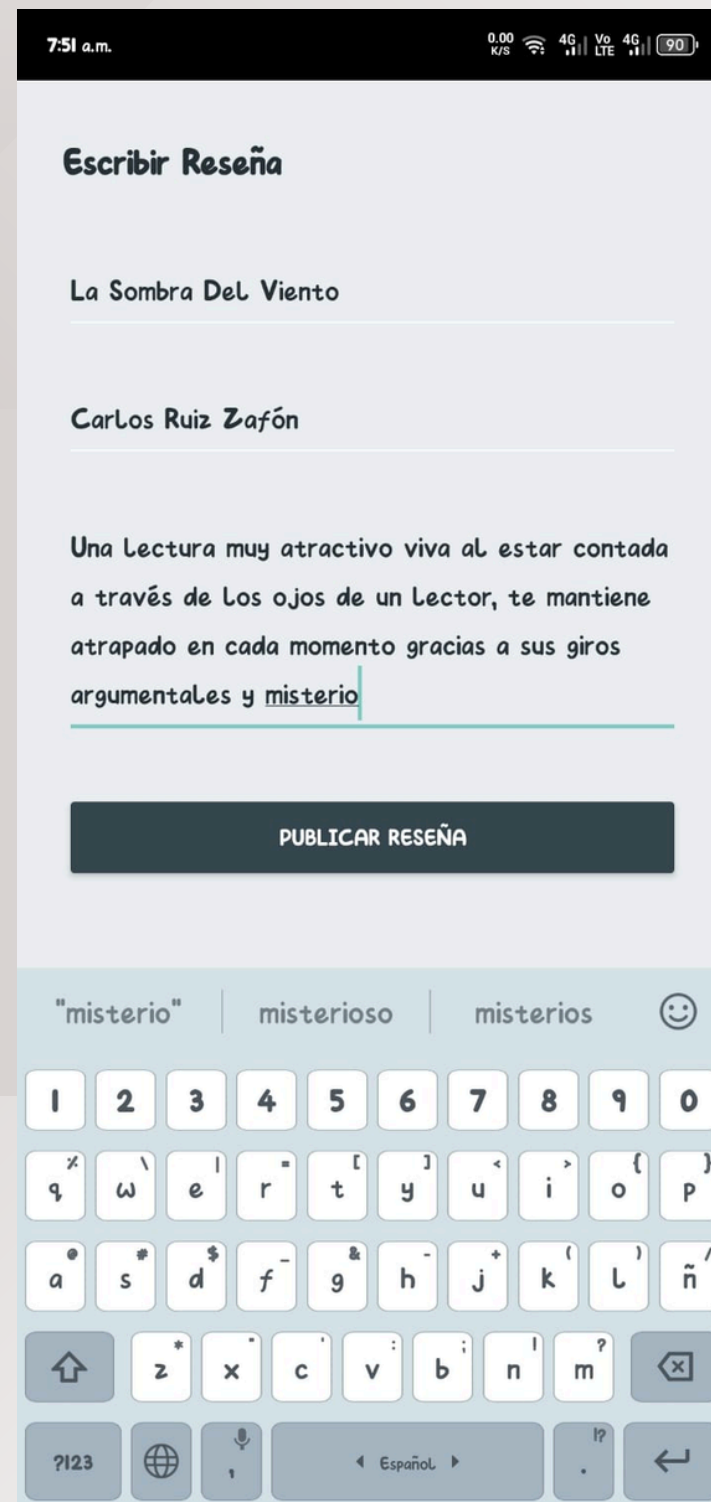 7:51 a.m. 0.00 K/S 4G Vo LTE 4G 90
Escribir Reseña
La Sombra Del Viento
Carlos Ruiz Zafón
Una lectura muy atractivo viva al estar contada
a través de los ojos de un lector, te mantiene
atrapado en cada momento gracias a sus giros
argumentales y misterio
PUBLICAR RESEÑA
"misterio" misterioso misterios
1 2 3 4 5 6 7 8 9 0
% \ | = [ ] < > { }
q w e r t y u i o p
@ # $ _ & - + ( ) /
a s d f g h j k l ñ
* " ' : ; ! ?
z x c v b n m
!?
?123 , Español .